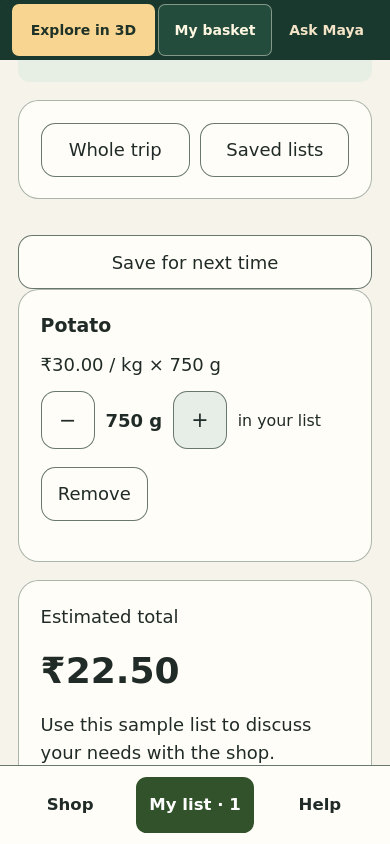 Explore in 3D My basket Ask Maya
Whole trip Saved lists
Save for next time
Potato
₹30.00 / kg × 750 g
− 750 g + in your list
Remove
Estimated total
₹22.50
Use this sample list to discuss
your needs with the shop.
Shop My list · 1 Help